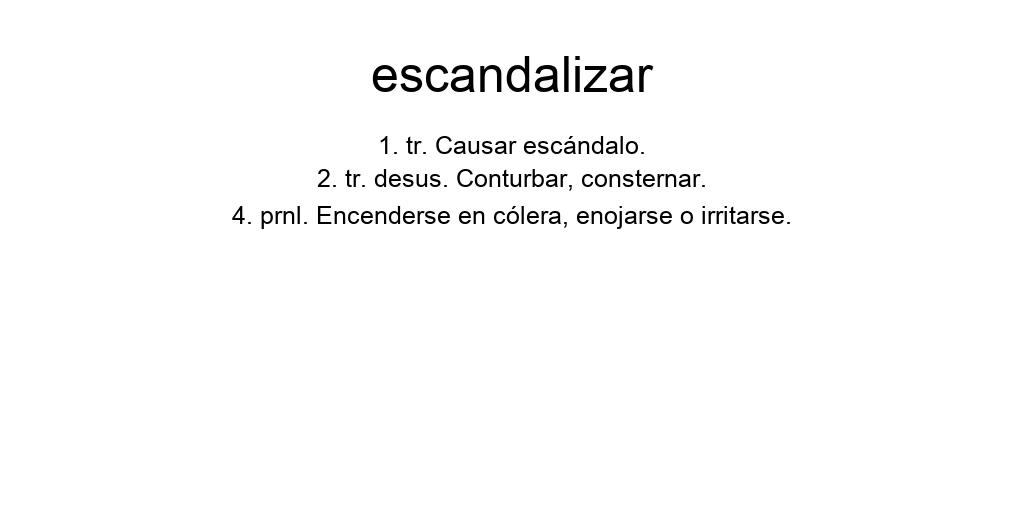 escandalizar
1. tr. Causar escándalo.
2. tr. desus. Conturbar, consternar.
4. prnl. Encenderse en cólera, enojarse o irritarse.